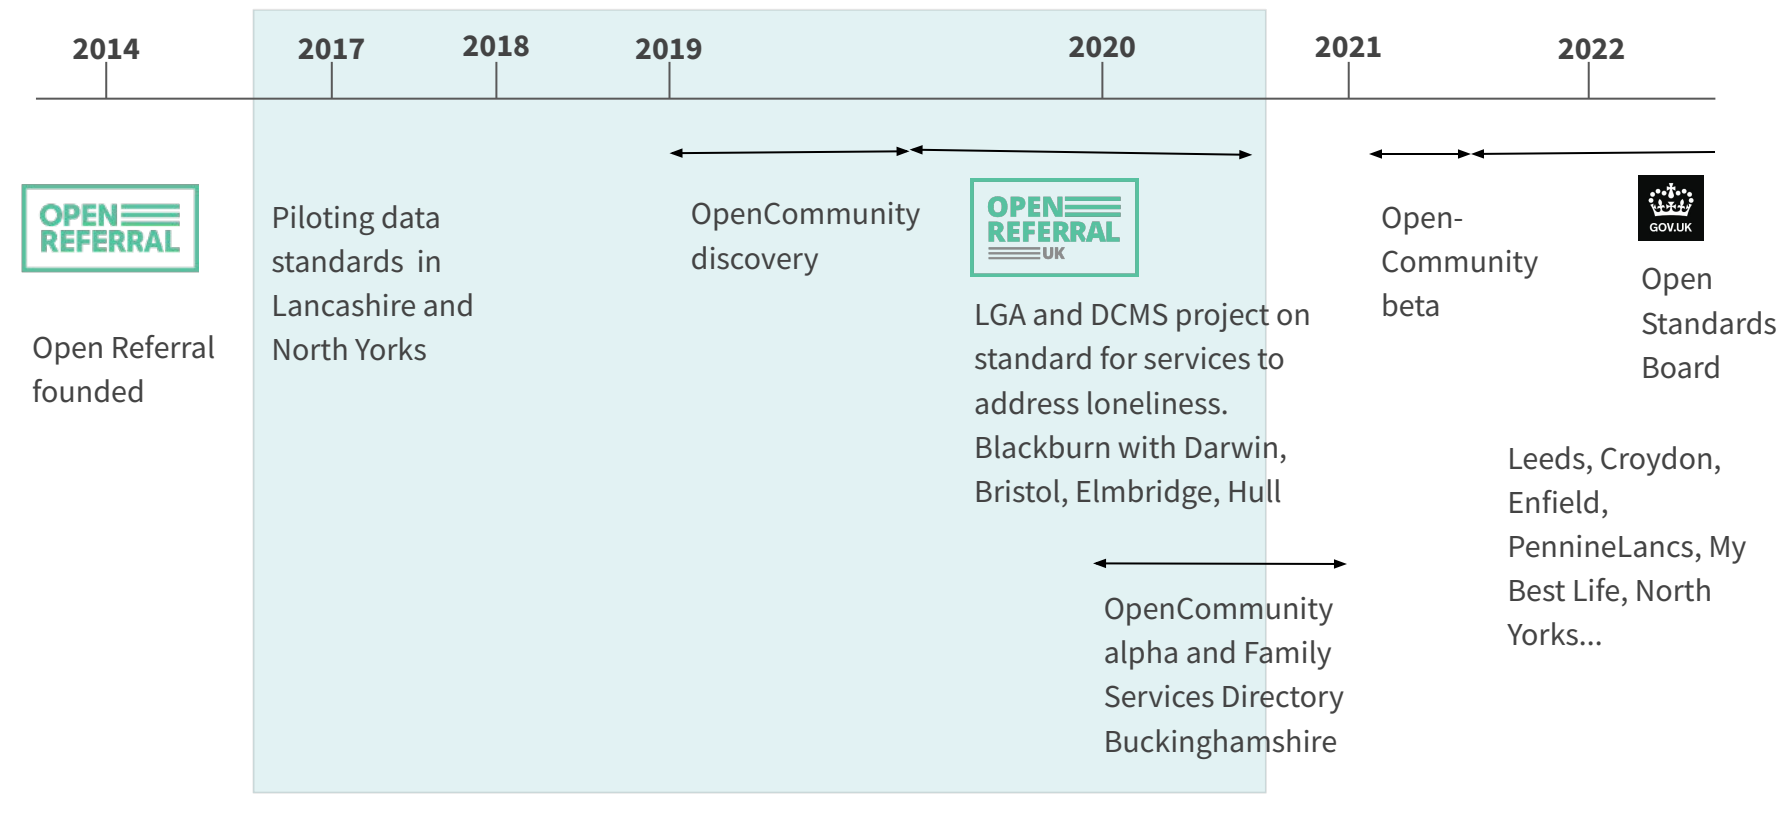 2014
2017
2018
2019
2020
2021
2022
OPEN
REFERRAL
Open Referral
founded
Piloting data
standards  in
Lancashire and
North Yorks
OpenCommunity
discovery
OPEN
REFERRAL
UK
LGA and DCMS project on
standard for services to
address loneliness.
Blackburn with Darwin,
Bristol, Elmbridge, Hull
OpenCommunity
alpha and Family
Services Directory
Buckinghamshire
Open-
Community
beta
GOV.UK
Open
Standards
Board
Leeds, Croydon,
Enfield,
PennineLancs, My
Best Life, North
Yorks...